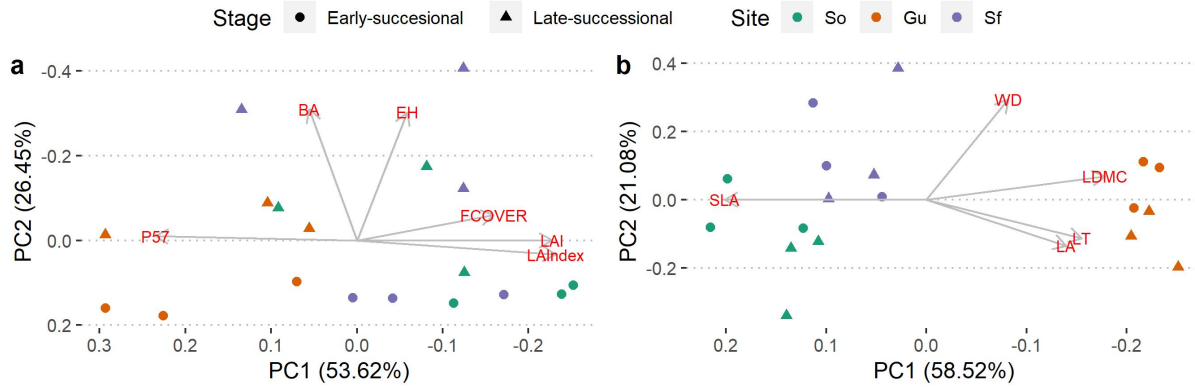 Stage Early-succesional Late-successional Site So Gu Sf
a
-0.4
-0.2
0.0
0.2
PC2 (26.45%)
BA
EH
FCOVER
P57
LAI
LAIndex
0.3 0.2 0.1 0.0 -0.1 -0.2
PC1 (53.62%)
b
0.4
0.2
0.0
-0.2
PC2 (21.08%)
WD
LDMC
SLA
LT
LA
0.2 0.1 0.0 -0.1 -0.2
PC1 (58.52%)